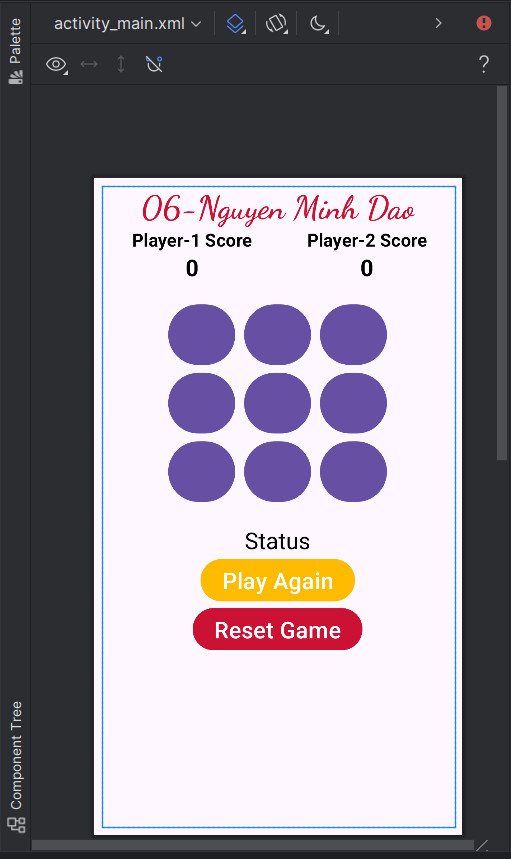 activity_main.xml
Palette
?
06-Nguyen Minh Dao
Player-1 Score Player-2 Score
0 0
Status
Play Again
Reset Game
Component Tree